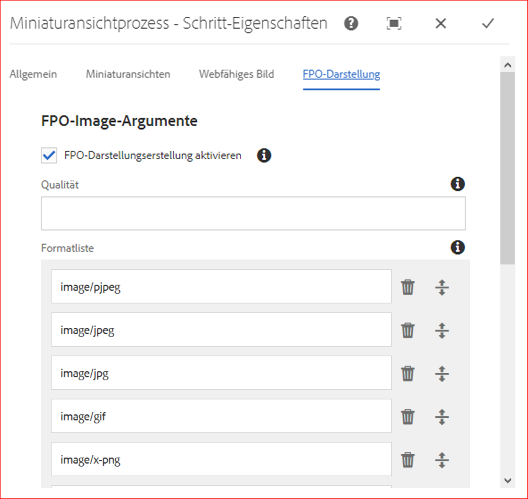 Miniaturansichtprozess - Schritt-Eigenschaften
Allgemein Miniaturansichten Webfähiges Bild FPO-Darstellung
FPO-Image-Argumente
FPO-Darstellungserstellung aktivieren
Qualität
Formatliste
image/pjpeg
image/jpeg
image/jpg
image/gif
image/x-png